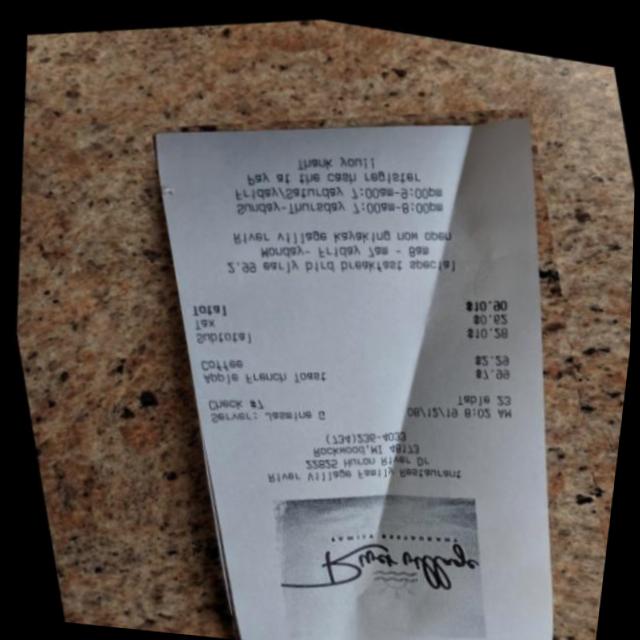 River Village
FAMILY RESTAURANT
River Village Family Restaurant
22525 Huron River Dr
Rockwood,MI 48173
(734)236-4033
Server: Jasmine G 06/12/19 8:02 AM
Check #7 Table 23
Apple French Toast $7.99
Coffee $2.29
Subtotal $10.28
Tax $0.62
Total $10.90
2.99 early bird breakfast special
Monday- Friday 7am - 8am
River village kayaking now open
Sunday-Thursday 7:00am-8:00pm
Friday/Saturday 7:00am-9:00pm
Pay at the cash register
Thank you!!